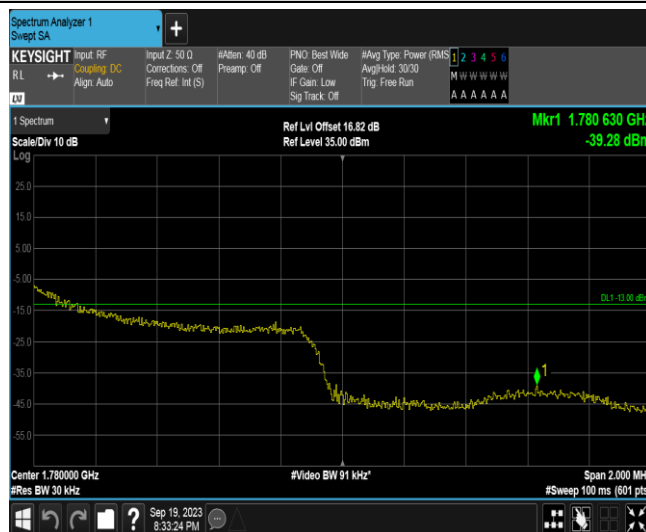 Spectrum Analyzer 1
Swept SA
KEYSIGHT
RL
LXI
Input: RF
Coupling: DC
Align: Auto
Input Z: 50 Ω
Corrections: Off
Freq Ref: Int (S)
#Atten: 40 dB
Preamp: Off
PNO: Best Wide
Gate: Off
IF Gain: Low
Sig Track: Off
#Avg Type: Power (RMS
Avg|Hold: 30/30
Trig: Free Run
1 2 3 4 5 6
M W W W W W
A A A A A A
1 Spectrum
Scale/Div 10 dB
Log
Ref Lvl Offset 16.82 dB
Ref Level 35.00 dBm
Mkr1 1.780 630 GHz
-39.28 dBm
25.0
15.0
5.00
-5.00
-15.0
-25.0
-35.0
-45.0
-55.0
DL1 -13.00 dBm
1
Center 1.780000 GHz
#Res BW 30 kHz
#Video BW 91 kHz*
Span 2.000 MH
#Sweep 100 ms (601 pts
?
Sep 19, 2023
8:33:24 PM